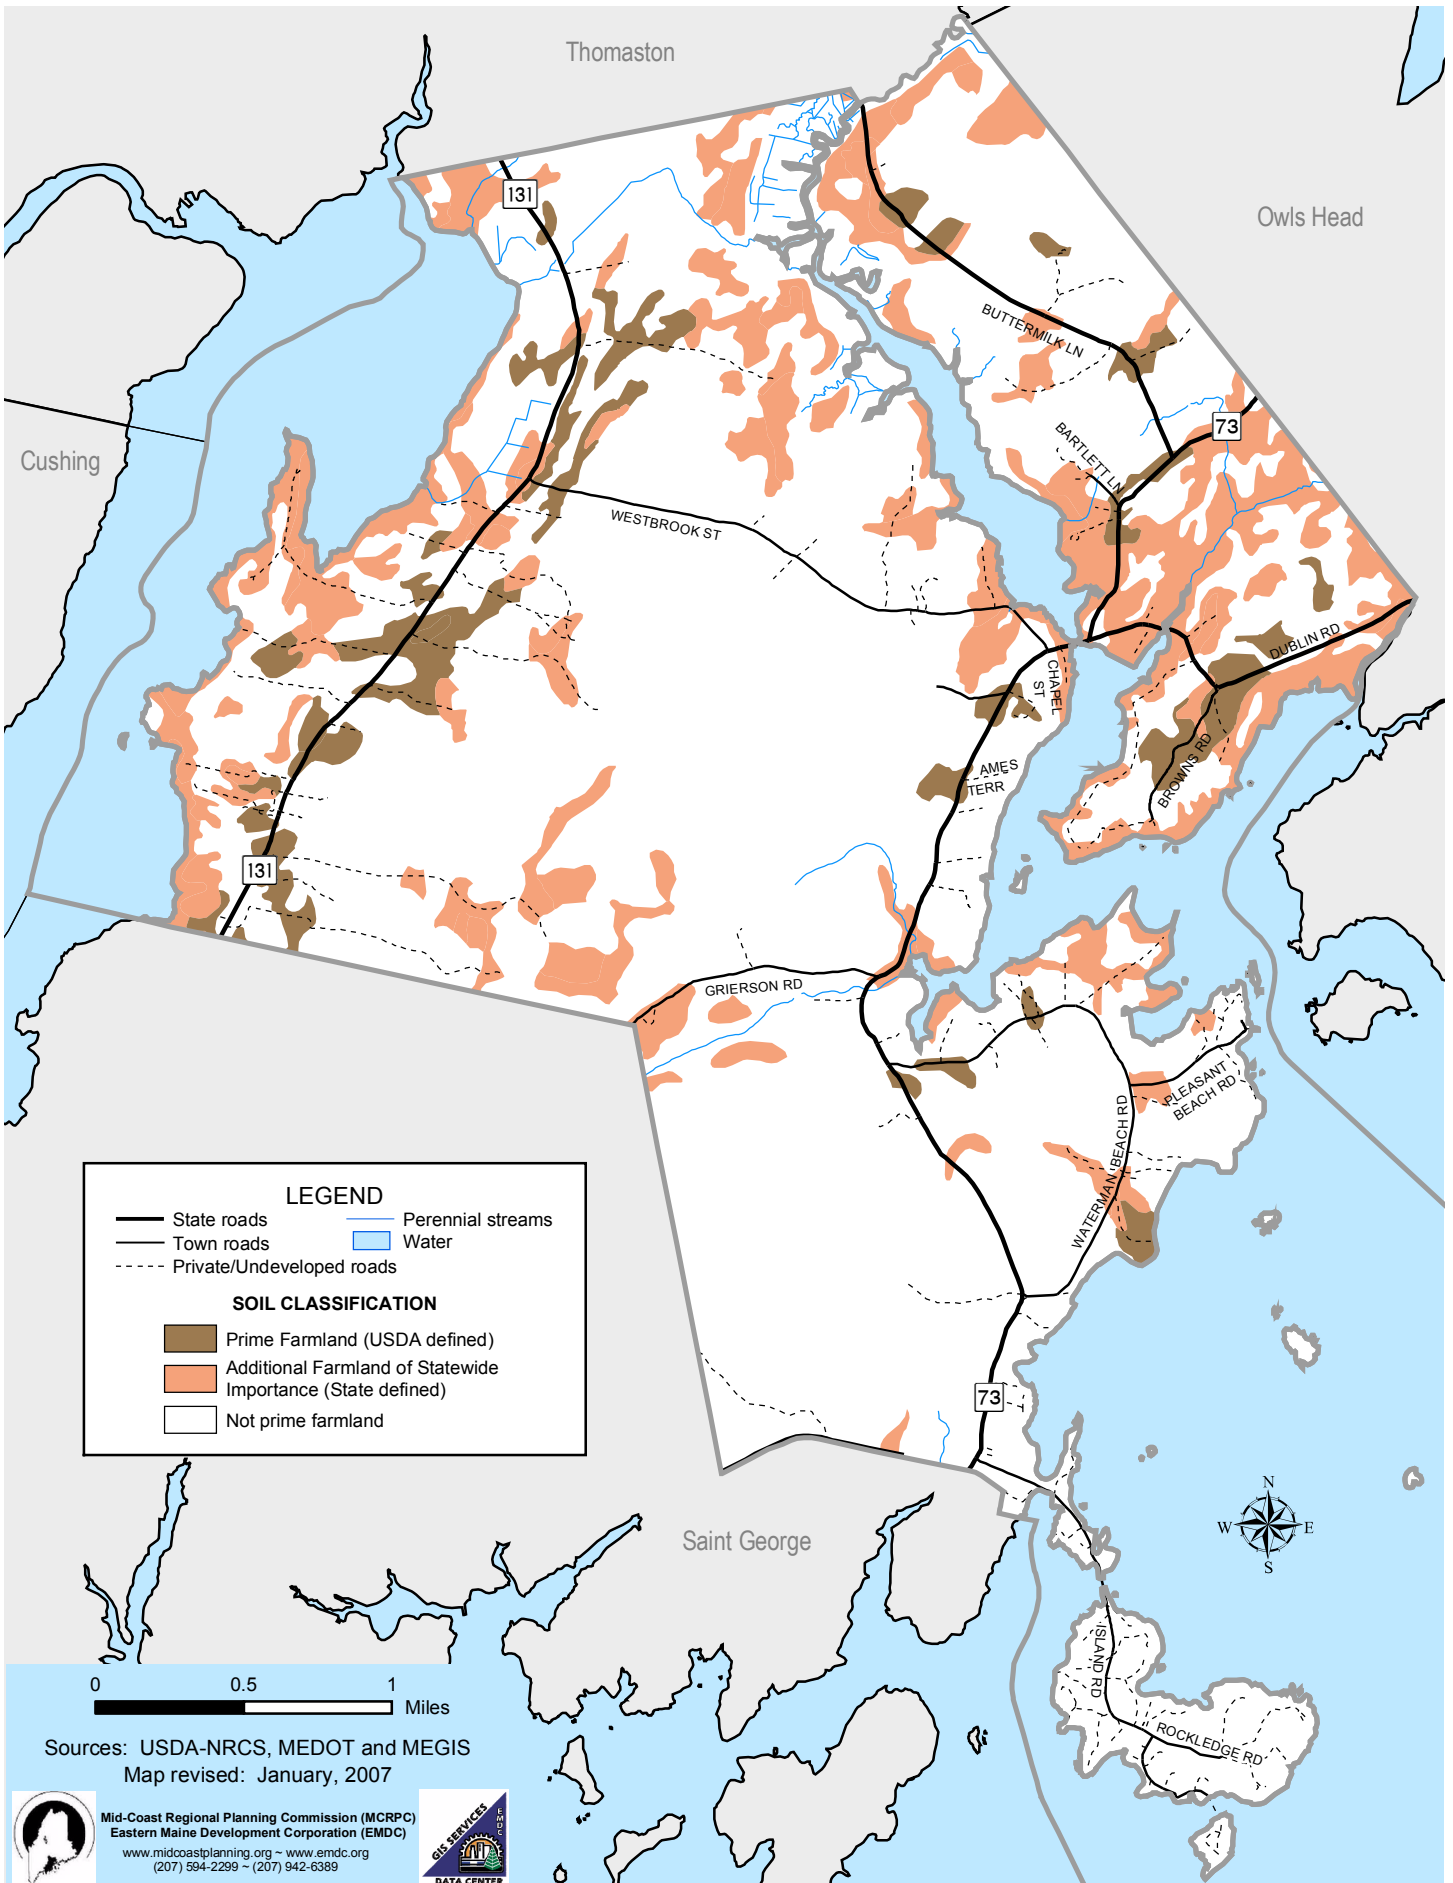 Thomaston
Owls Head
131
BUTTERMILK LN
73
BARTLETT LN
Cushing
WESTBROOK ST
DUBLIN RD
CHAPEL
ST
BROWNS RD
AMES
TERR
131
GRIERSON RD
PLEASANT
BEACH RD
WATERMAN BEACH RD
LEGEND
State roads
Perennial streams
Town roads
Water
Private/Undeveloped roads
SOIL CLASSIFICATION
Prime Farmland (USDA defined)
Additional Farmland of Statewide
Importance (State defined)
Not prime farmland
73
N
W
E
S
Saint George
ISLAND RD
ROCKLEDGE RD
0
0.5
1
Miles
Sources: USDA-NRCS, MEDOT and MEGIS
Map revised: January, 2007
Mid-Coast Regional Planning Commission (MCRPC)
Eastern Maine Development Corporation (EMDC)
www.midcoastplanning.org ~ www.emdc.org
(207) 594-2299 ~ (207) 942-6389
GIS SERVICES
EMDC
DATA CENTER